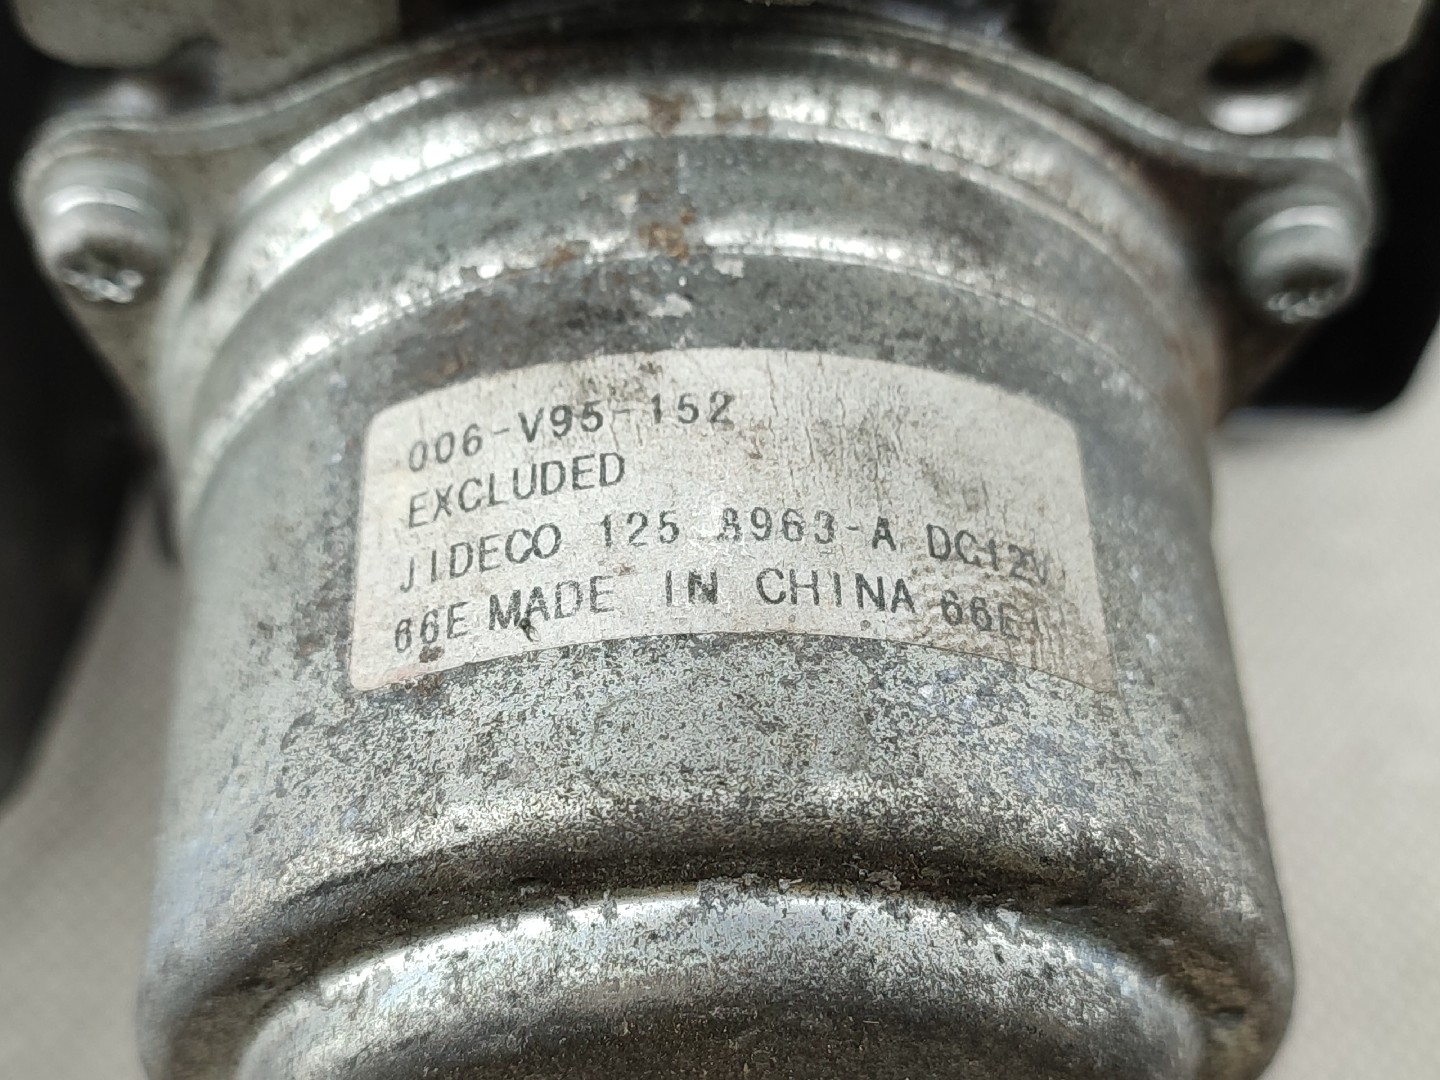 006-V95-152
EXCLUDED
JIDECO 125 8963-A DC12V
66E MADE IN CHINA 66E